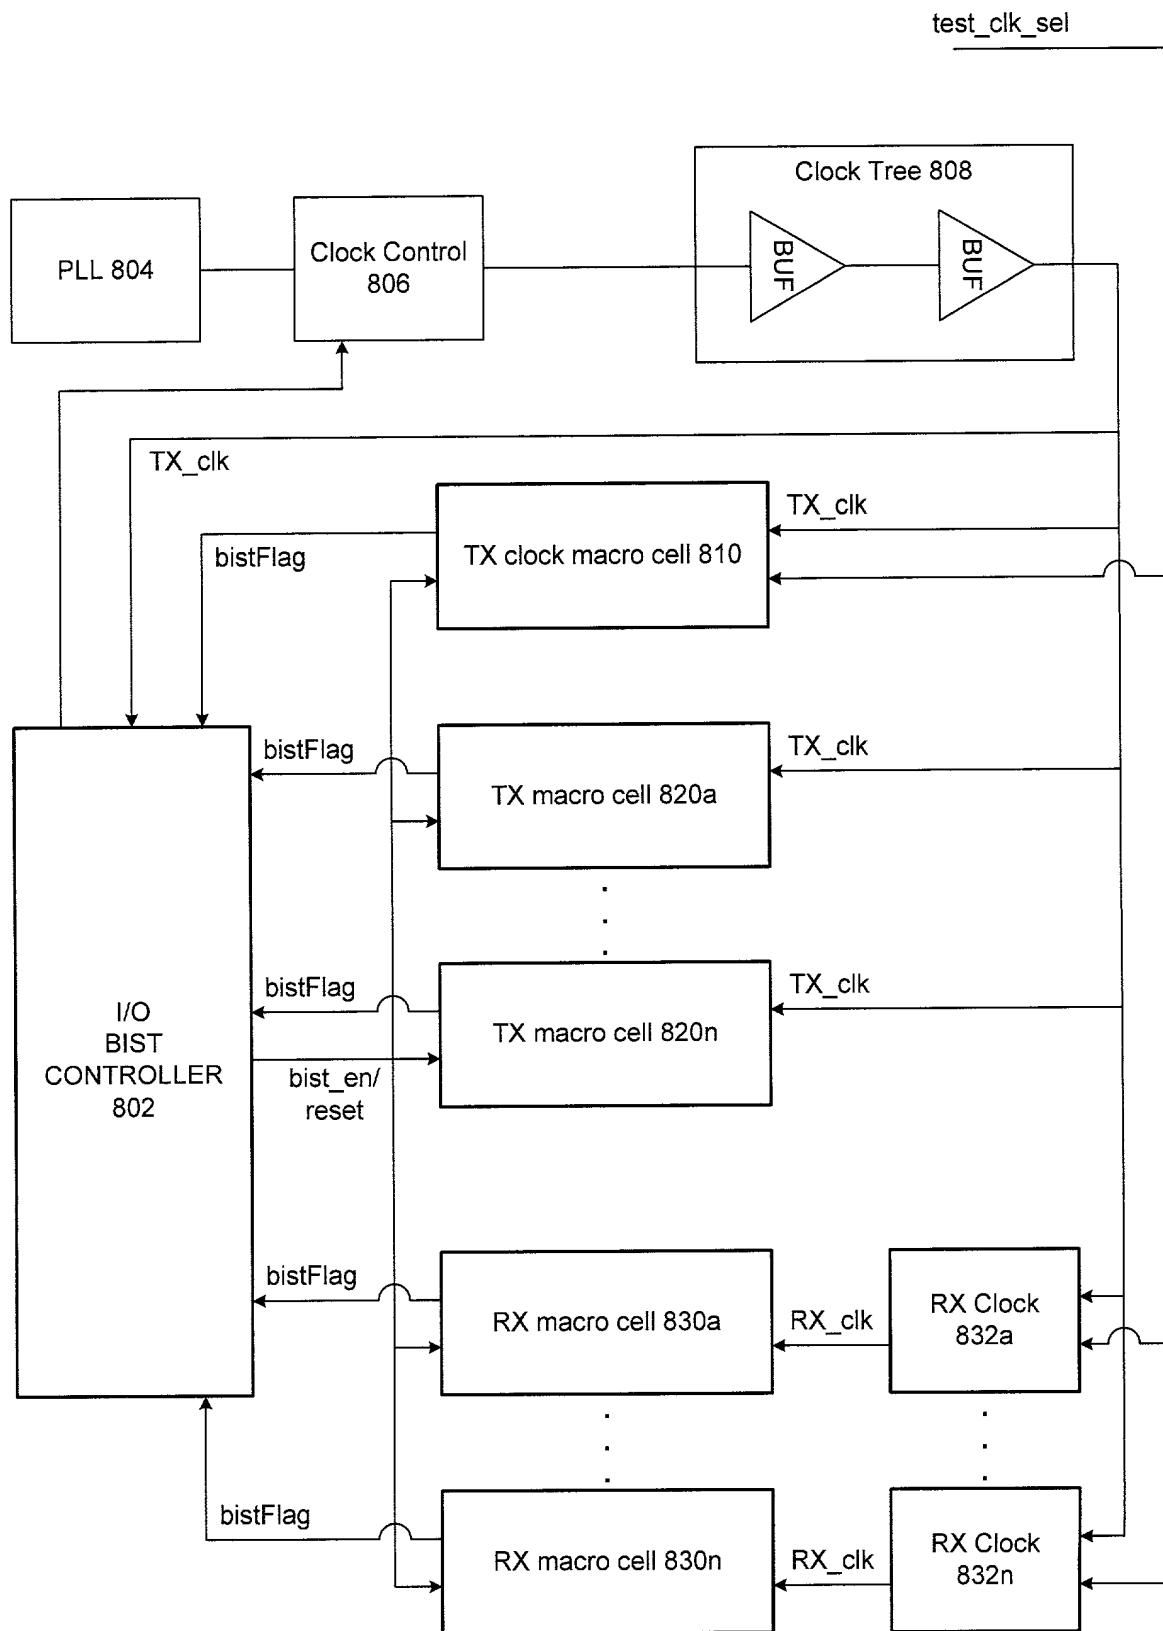 test_clk_sel
Clock Tree 808
PLL 804
Clock Control
806
BUF
BUF
TX_clk
TX_clk
bistFlag
TX clock macro cell 810
bistFlag
TX_clk
TX macro cell 820a
.
.
.
bistFlag
TX_clk
I/O
BIST
CONTROLLER
802
TX macro cell 820n
bist_en/
reset
bistFlag
RX macro cell 830a
RX_clk
RX Clock
832a
.
.
.
.
.
.
bistFlag
RX macro cell 830n
RX_clk
RX Clock
832n